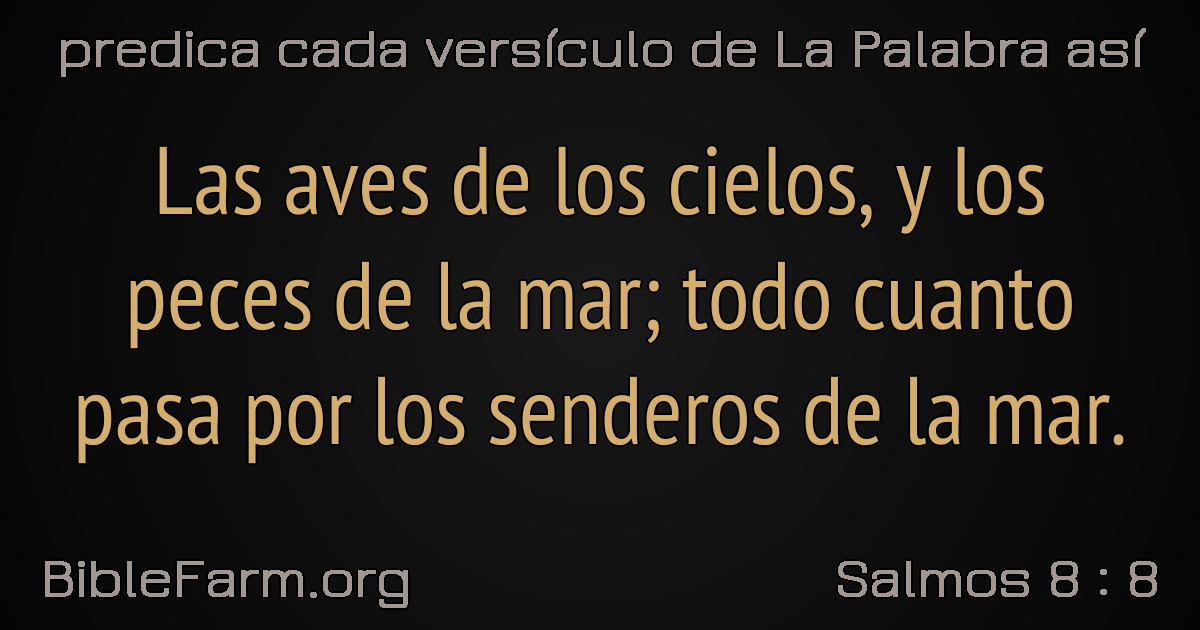 predica cada versículo de La Palabra así
Las aves de los cielos, y los
peces de la mar; todo cuanto
pasa por los senderos de la mar.
BibleFarm.org
Salmos 8 : 8